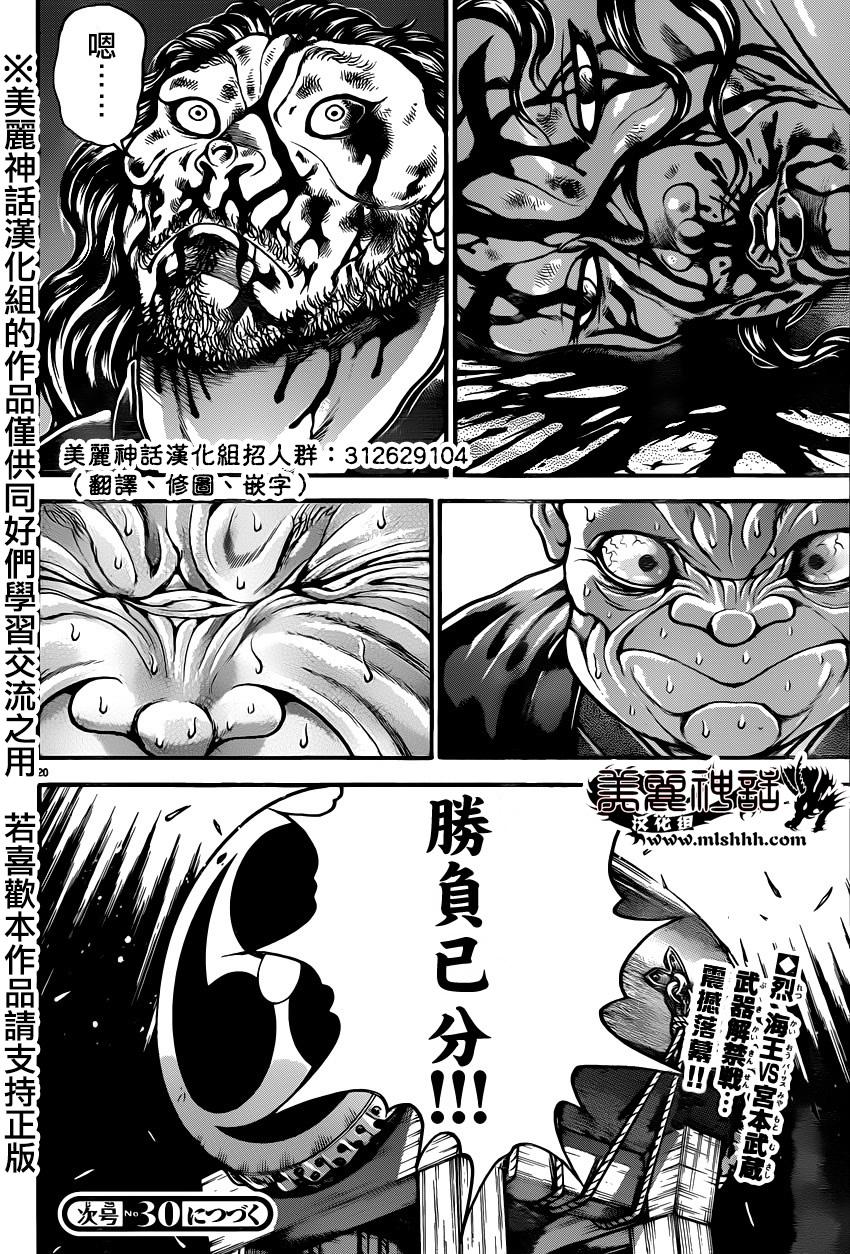 嗯……
※美麗神話漢化組的作品僅供同好們學習交流之用　若喜歡本作品請支持正版
美麗神話漢化組招人群：312629104
（翻譯、修圖、嵌字）
20
美麗神話
汉化组
www.mlshhh.com
勝負已分!!!
◆烈海王VS宮本武蔵
武器解禁戦‥
震撼落幕!!
次号No30につづく